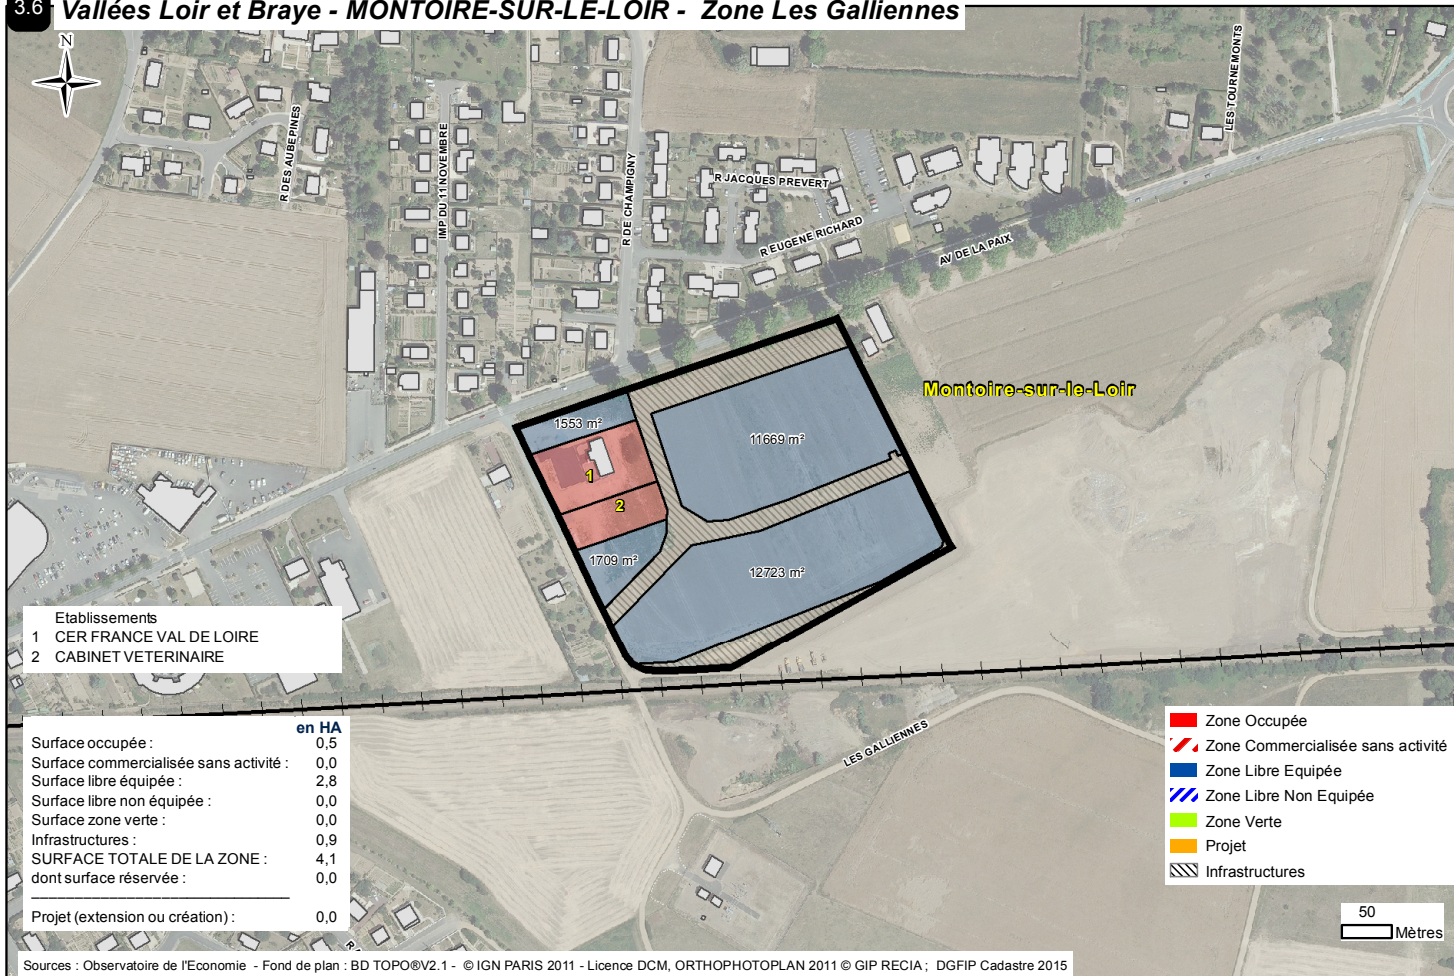 3.6 Vallées Loir et Braye - MONTOIRE-SUR-LE-LOIR - Zone Les Galliennes
N
R DES AUBEPINES
IMP DU 11 NOVEMBRE
R DE CHAMPIGNY
R JACQUES PREVERT
R EUGENE RICHARD
AV DE LA PAIX
LES TOURNEMONTS
Montoire-sur-le-Loir
1553 m²
11669 m²
1
2
1709 m²
12723 m²
LES GALLIENNES
Etablissements
1 CER FRANCE VAL DE LOIRE
2 CABINET VETERINAIRE
en HA
Surface occupée : 0,5
Surface commercialisée sans activité : 0,0
Surface libre équipée : 2,8
Surface libre non équipée : 0,0
Surface zone verte : 0,0
Infrastructures : 0,9
SURFACE TOTALE DE LA ZONE : 4,1
dont surface réservée : 0,0
Projet (extension ou création) : 0,0
Zone Occupée
Zone Commercialisée sans activité
Zone Libre Equipée
Zone Libre Non Equipée
Zone Verte
Projet
Infrastructures
50
Mètres
Sources : Observatoire de l'Economie - Fond de plan : BD TOPO®V2.1 - © IGN PARIS 2011 - Licence DCM, ORTHOPHOTOPLAN 2011 © GIP RECIA ; DGFIP Cadastre 2015